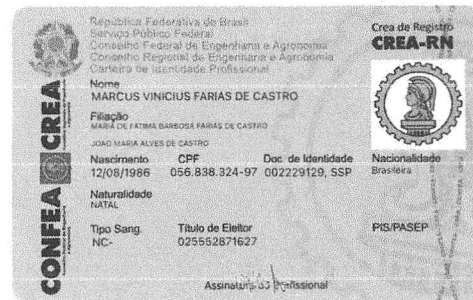 República Federativa do Brasil
Serviço Público Federal
Conselho Federal de Engenharia e Agronomia
Conselho Regional de Engenharia e Agronomia
Carteira de Identidade Profissional
Crea de Registro
CREA-RN
CONFEA CREA
Nome
MARCUS VINICIUS FARIAS DE CASTRO
Filiação
MARIA DE FATIMA BARBOSA FARIAS DE CASTRO
JOAO MARIA ALVES DE CASTRO
Nascimento CPF Doc. de Identidade Nacionalidade
12/08/1986 056.838.324-97 002229129, SSP Brasileira
Naturalidade
NATAL
Tipo Sang. Título de Eleitor PIS/PASEP
NC- 025552871627
Assinatura do Profissional